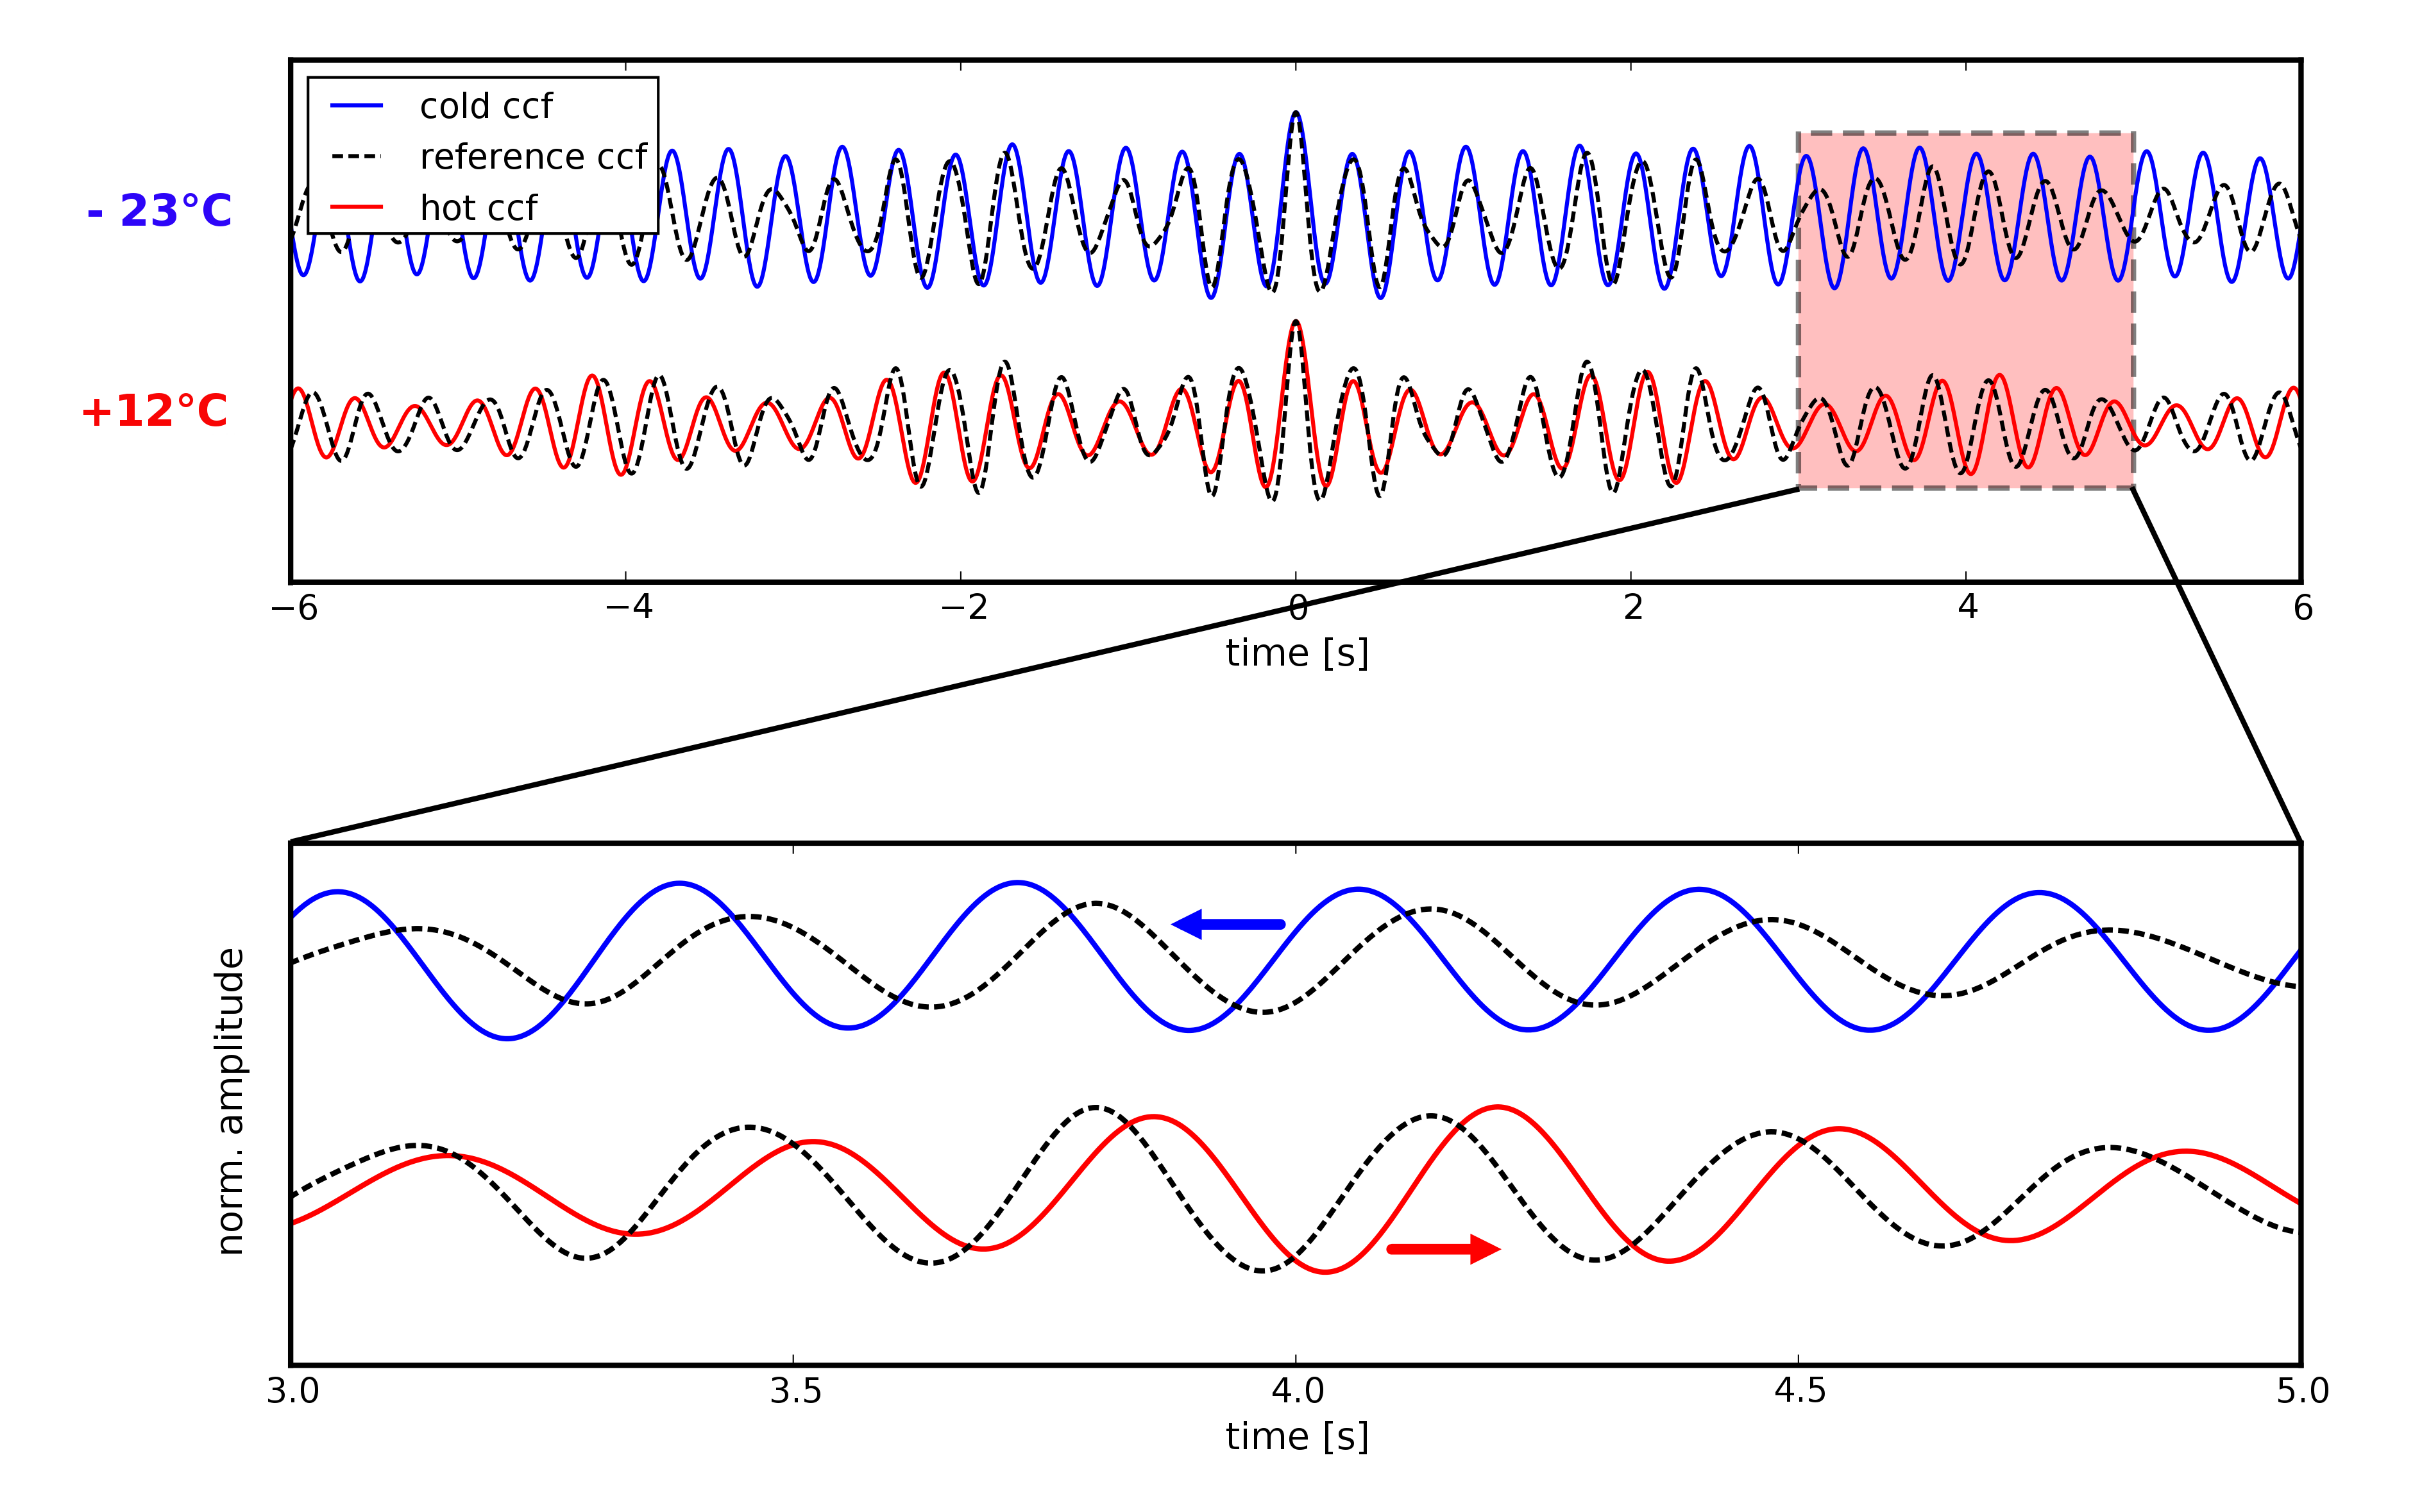 cold ccf
reference ccf
hot ccf
- 23°C
+12°C
−6 −4 −2 0 2 4 6
time [s]
norm. amplitude
3.0 3.5 4.0 4.5 5.0
time [s]